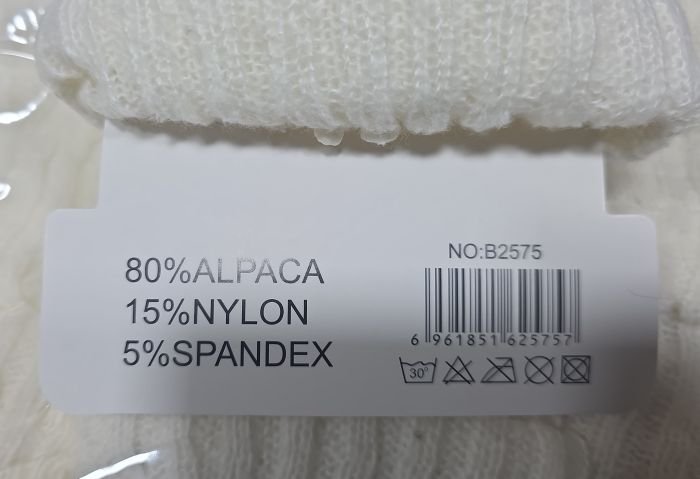 80%ALPACA
15%NYLON
5%SPANDEX
NO:B2575
6 961851 625757
30°